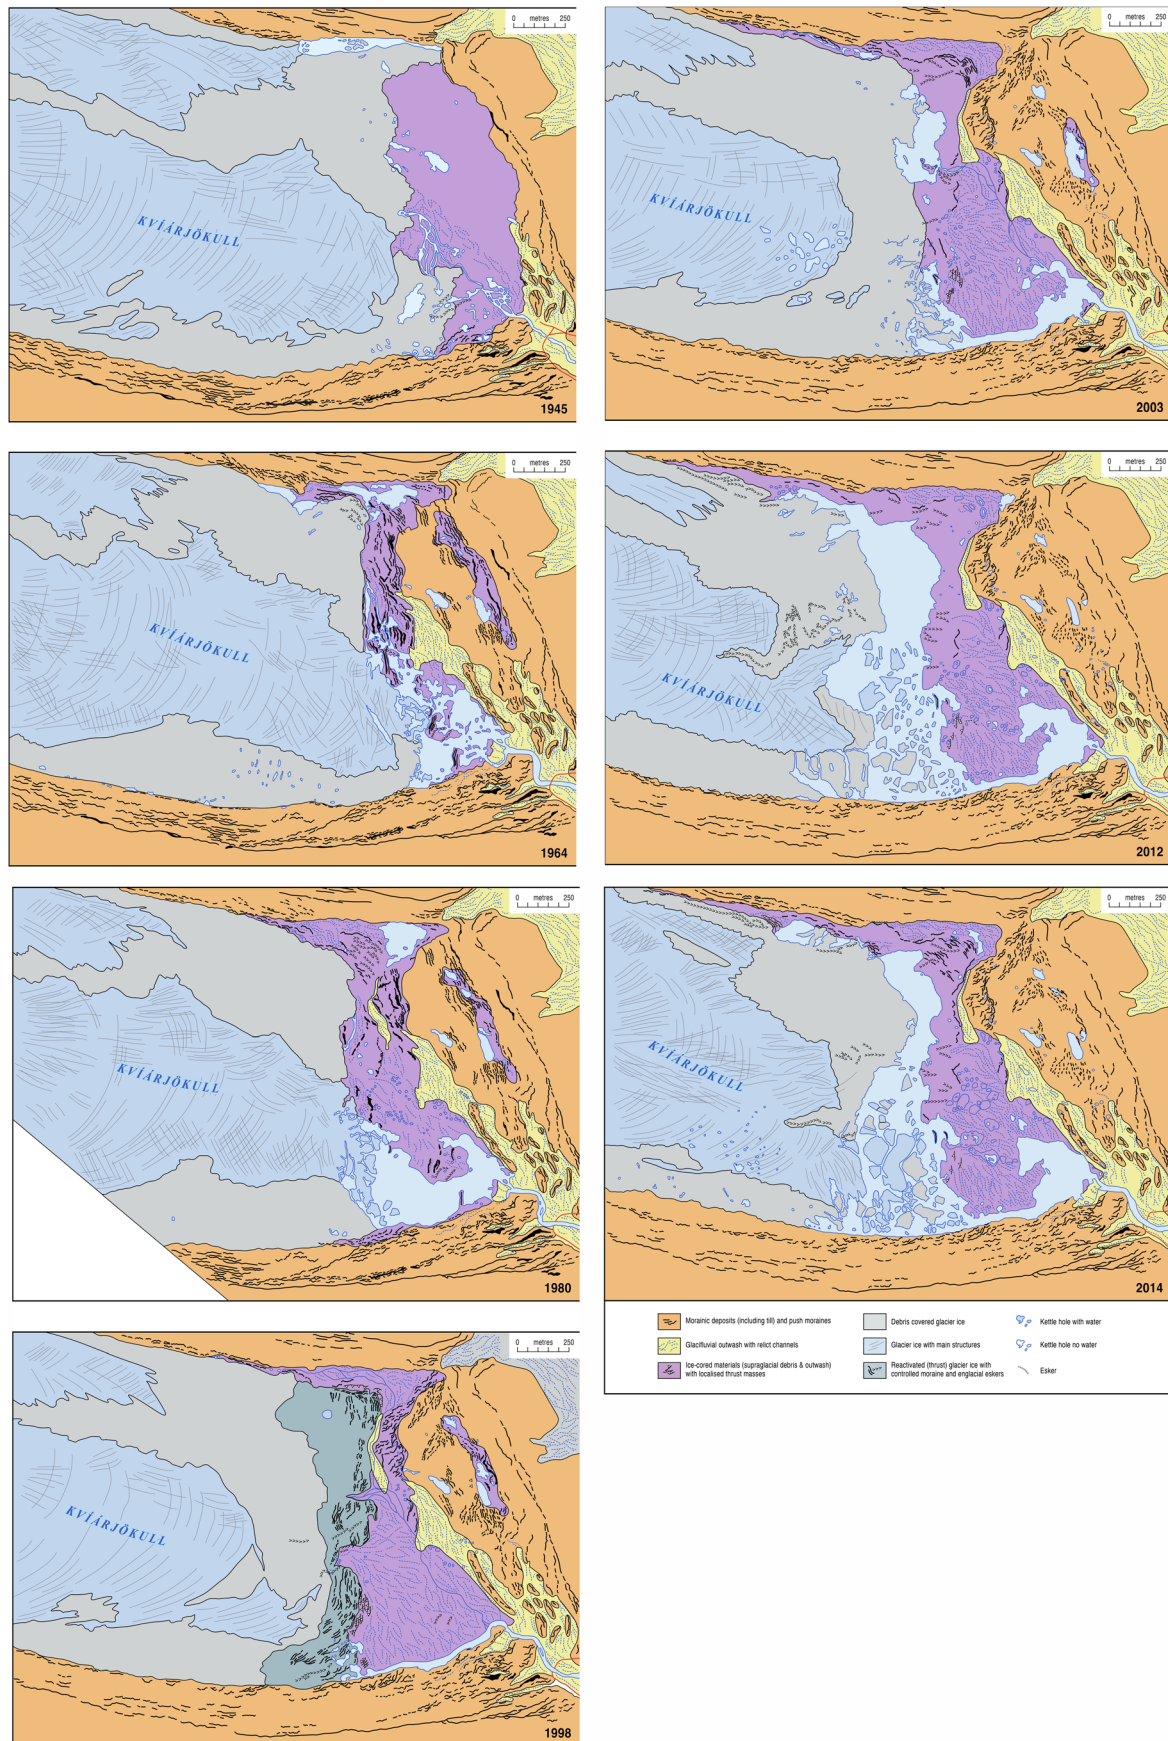 0 metres 250
KVÍÁRJÖKULL
1945
0 metres 250
KVÍÁRJÖKULL
2003
0 metres 250
KVÍÁRJÖKULL
1964
0 metres 250
KVÍÁRJÖKULL
2012
0 metres 250
KVÍÁRJÖKULL
1980
0 metres 250
KVÍÁRJÖKULL
2014
Morainic deposits (including till) and push moraines
Glacifluvial outwash with relict channels
Ice-cored materials (supraglacial debris & outwash)
with localised thrust masses
Debris covered glacier ice
Glacier ice with main structures
Reactivated (thrust) glacier ice with
controlled moraine and englacial eskers
Kettle hole with water
Kettle hole no water
Esker
0 metres 250
KVÍÁRJÖKULL
1998